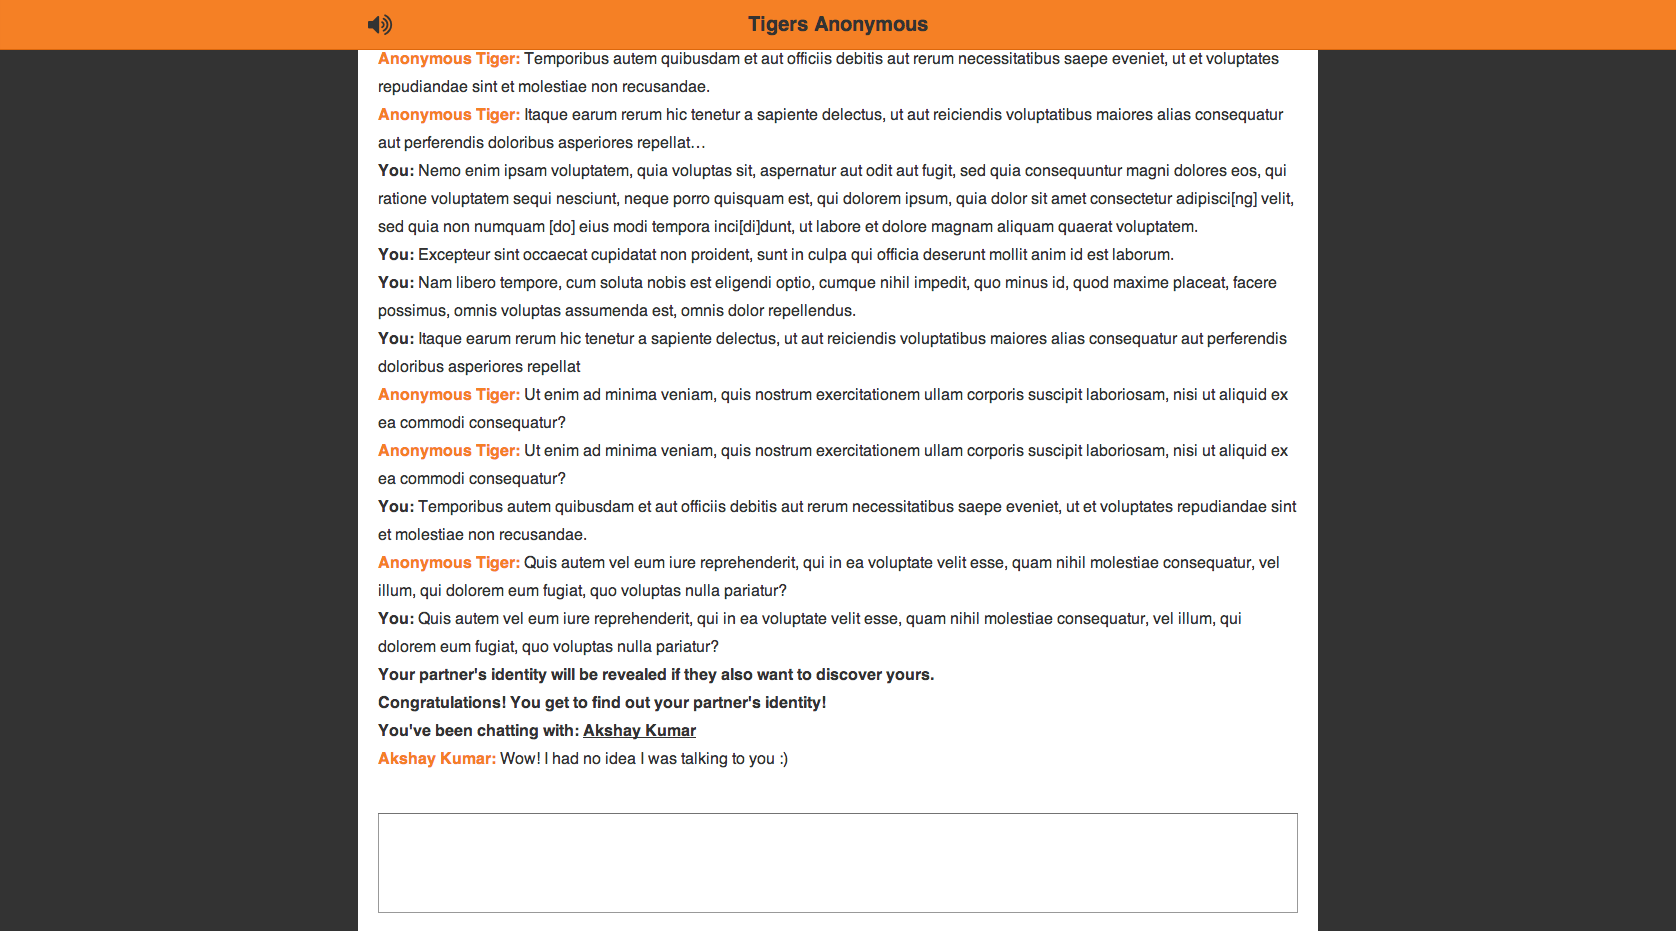 Tigers Anonymous
Anonymous Tiger: Temporibus autem quibusdam et aut officiis debitis aut rerum necessitatibus saepe eveniet, ut et voluptates
repudiandae sint et molestiae non recusandae.
Anonymous Tiger: Itaque earum rerum hic tenetur a sapiente delectus, ut aut reiciendis voluptatibus maiores alias consequatur
aut perferendis doloribus asperiores repellat…
You: Nemo enim ipsam voluptatem, quia voluptas sit, aspernatur aut odit aut fugit, sed quia consequuntur magni dolores eos, qui
ratione voluptatem sequi nesciunt, neque porro quisquam est, qui dolorem ipsum, quia dolor sit amet consectetur adipisci[ng] velit,
sed quia non numquam [do] eius modi tempora inci[di]dunt, ut labore et dolore magnam aliquam quaerat voluptatem.
You: Excepteur sint occaecat cupidatat non proident, sunt in culpa qui officia deserunt mollit anim id est laborum.
You: Nam libero tempore, cum soluta nobis est eligendi optio, cumque nihil impedit, quo minus id, quod maxime placeat, facere
possimus, omnis voluptas assumenda est, omnis dolor repellendus.
You: Itaque earum rerum hic tenetur a sapiente delectus, ut aut reiciendis voluptatibus maiores alias consequatur aut perferendis
doloribus asperiores repellat
Anonymous Tiger: Ut enim ad minima veniam, quis nostrum exercitationem ullam corporis suscipit laboriosam, nisi ut aliquid ex
ea commodi consequatur?
Anonymous Tiger: Ut enim ad minima veniam, quis nostrum exercitationem ullam corporis suscipit laboriosam, nisi ut aliquid ex
ea commodi consequatur?
You: Temporibus autem quibusdam et aut officiis debitis aut rerum necessitatibus saepe eveniet, ut et voluptates repudiandae sint
et molestiae non recusandae.
Anonymous Tiger: Quis autem vel eum iure reprehenderit, qui in ea voluptate velit esse, quam nihil molestiae consequatur, vel
illum, qui dolorem eum fugiat, quo voluptas nulla pariatur?
You: Quis autem vel eum iure reprehenderit, qui in ea voluptate velit esse, quam nihil molestiae consequatur, vel illum, qui
dolorem eum fugiat, quo voluptas nulla pariatur?
Your partner's identity will be revealed if they also want to discover yours.
Congratulations! You get to find out your partner's identity!
You've been chatting with: Akshay Kumar
Akshay Kumar: Wow! I had no idea I was talking to you :)